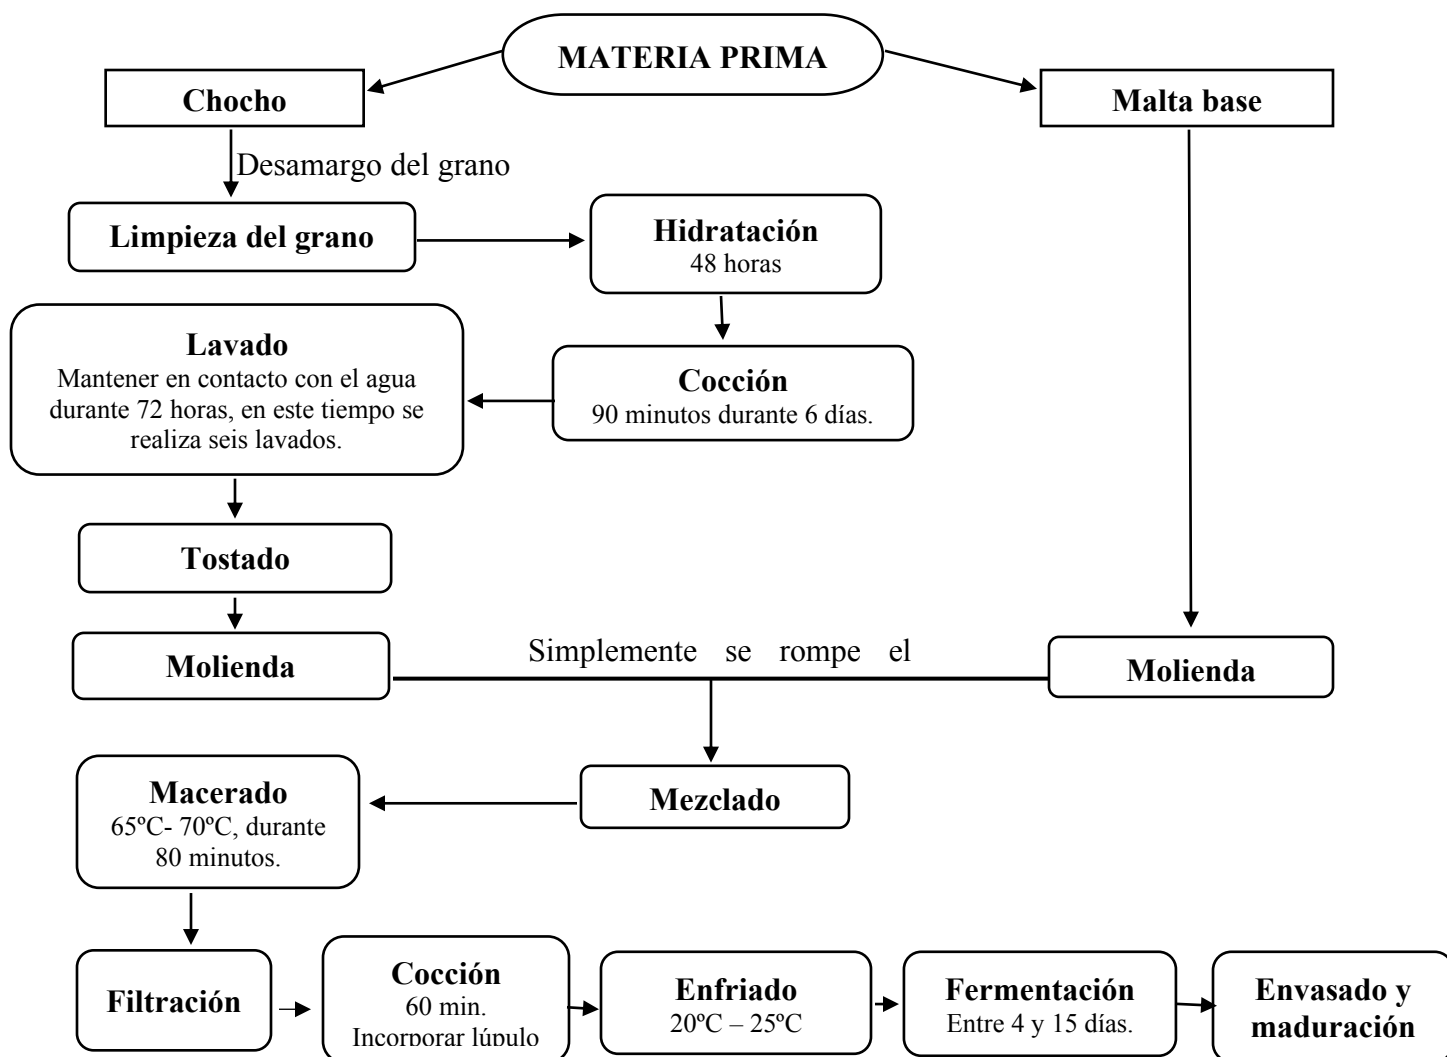 MATERIA PRIMA
Chocho
Malta base
Desamargo del grano
Limpieza del grano
Hidratación
48 horas
Lavado
Mantener en contacto con el agua
durante 72 horas, en este tiempo se
realiza seis lavados.
Cocción
90 minutos durante 6 días.
Tostado
Molienda
Simplemente se rompe el
Molienda
Mezclado
Macerado
65ºC- 70ºC, durante
80 minutos.
Filtración
Cocción
60 min.
Incorporar lúpulo
Enfriado
20ºC – 25ºC
Fermentación
Entre 4 y 15 días.
Envasado y
maduración